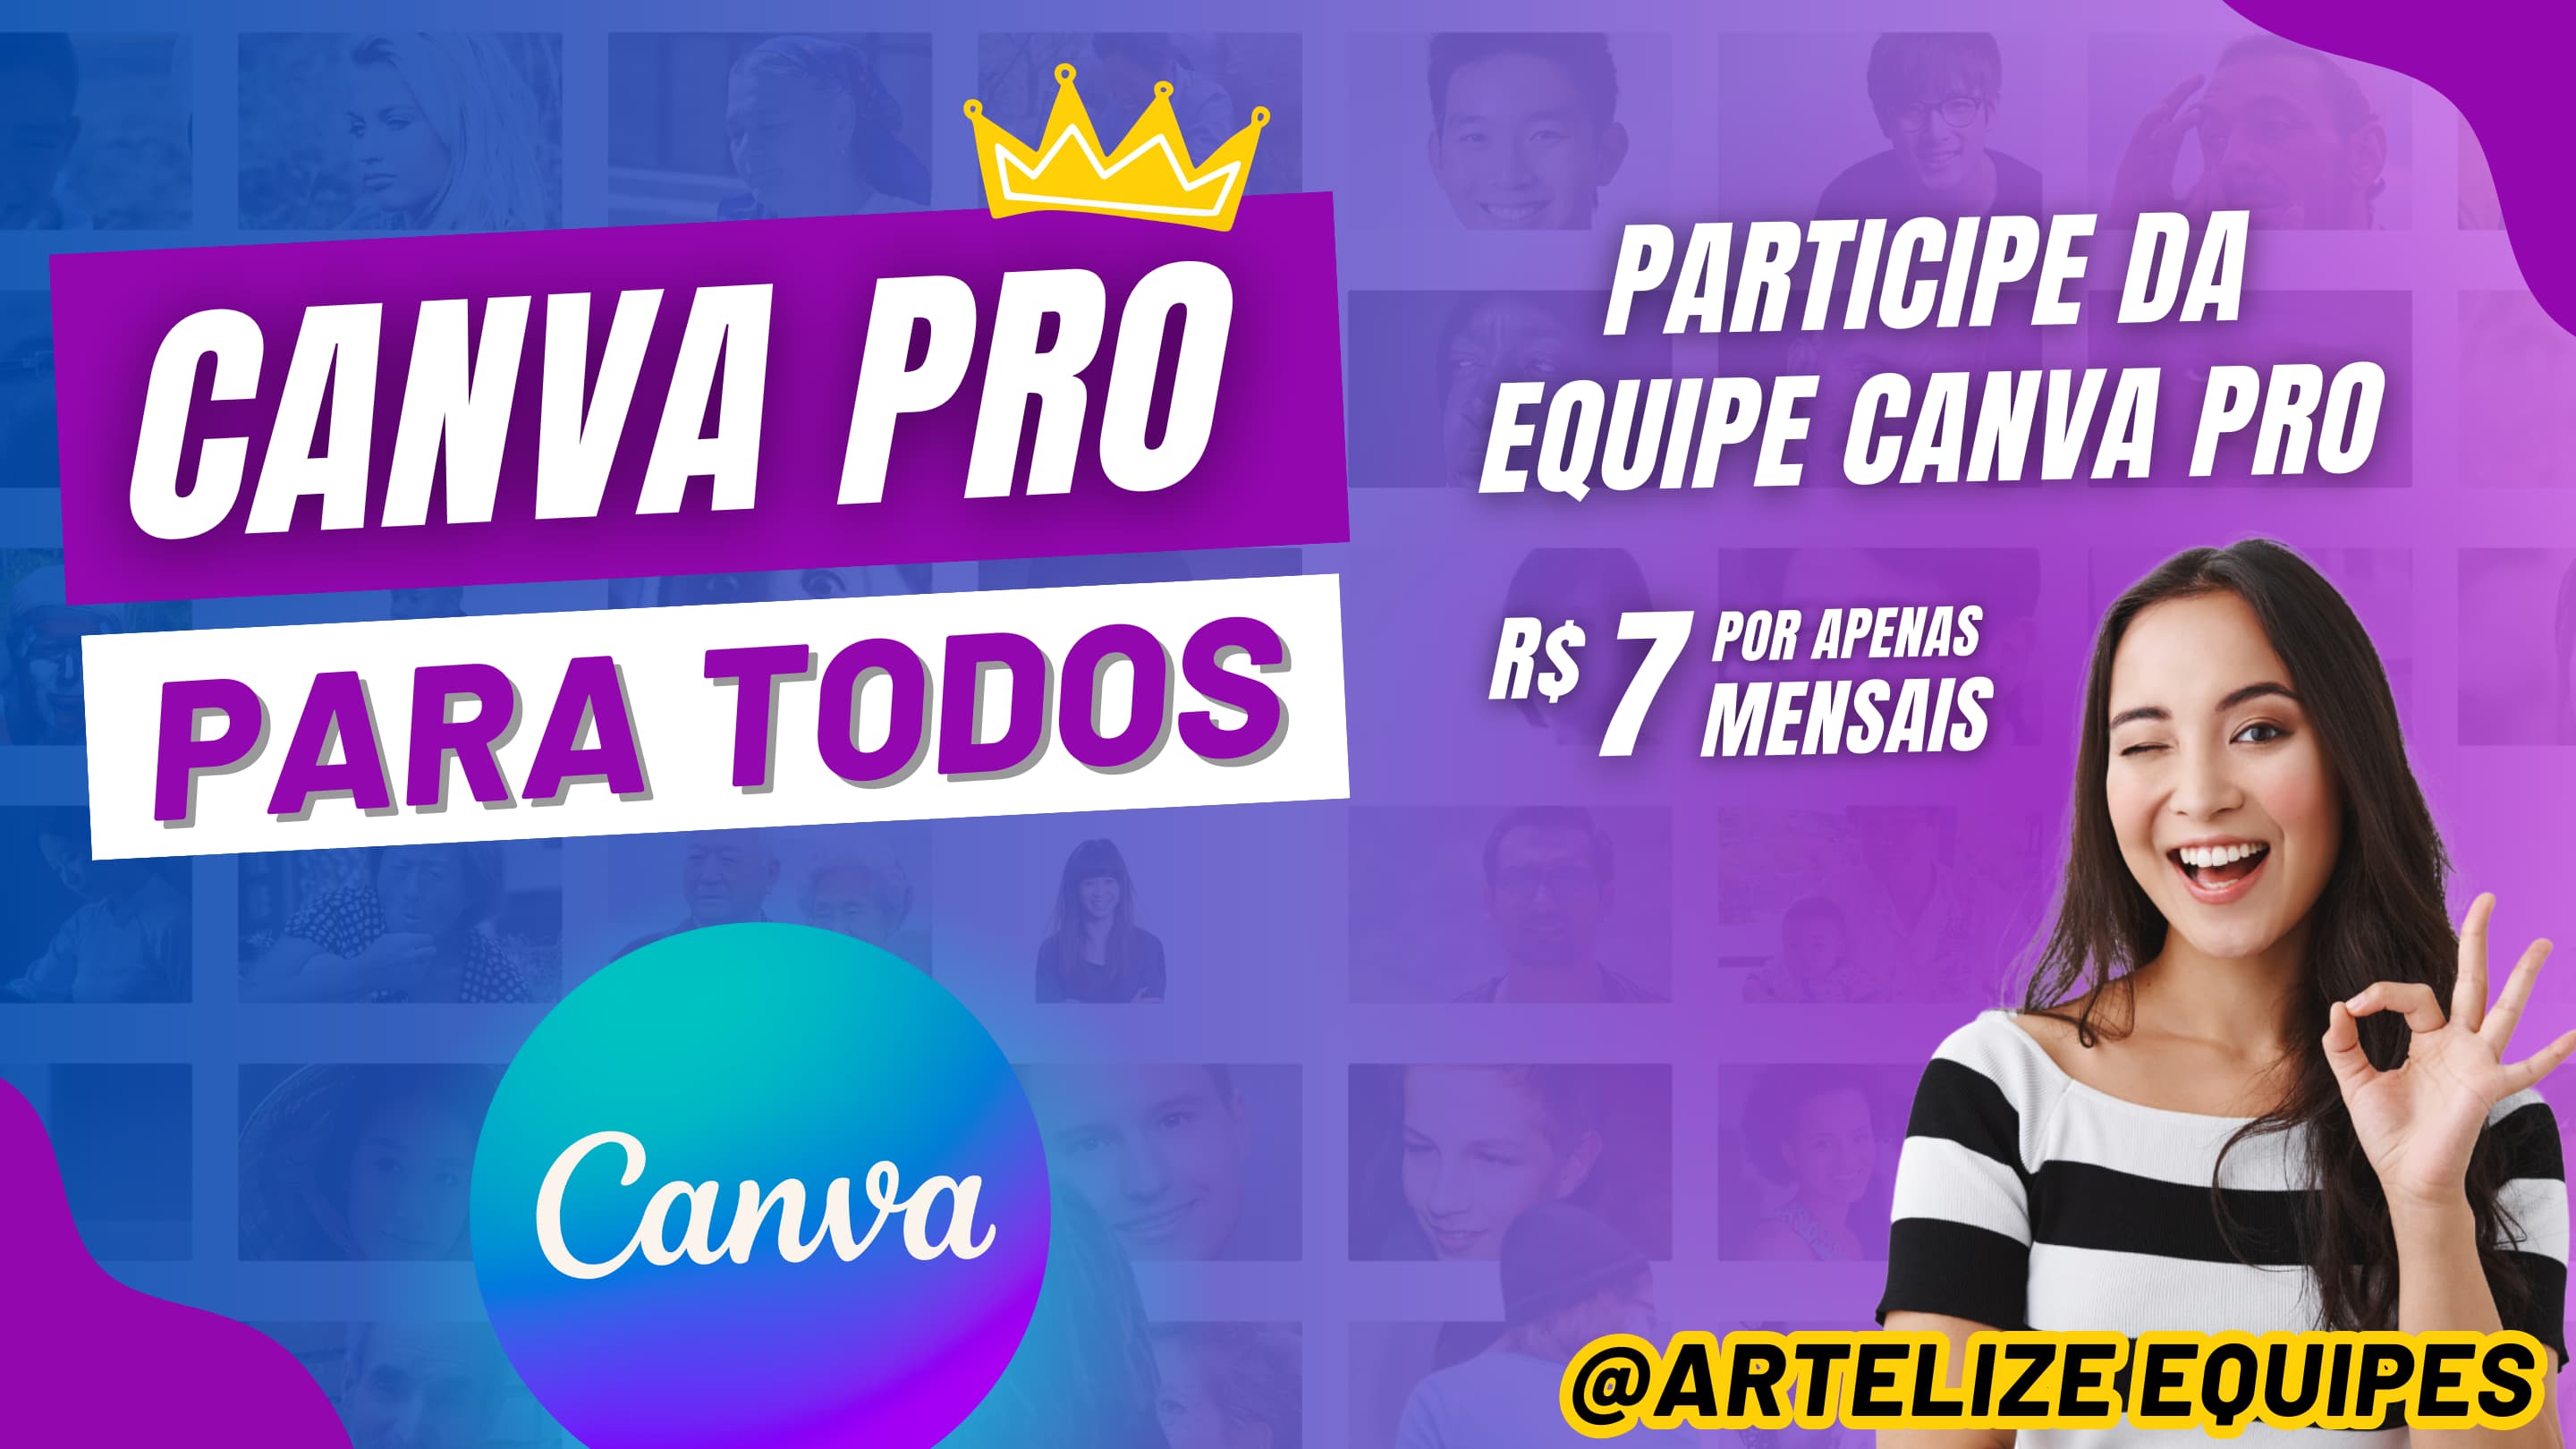 CANVA PRO
PARA TODOS
Canva
PARTICIPE DA
EQUIPE CANVA PRO
R$ 7 POR APENAS
MENSAIS
@ARTELIZE EQUIPES